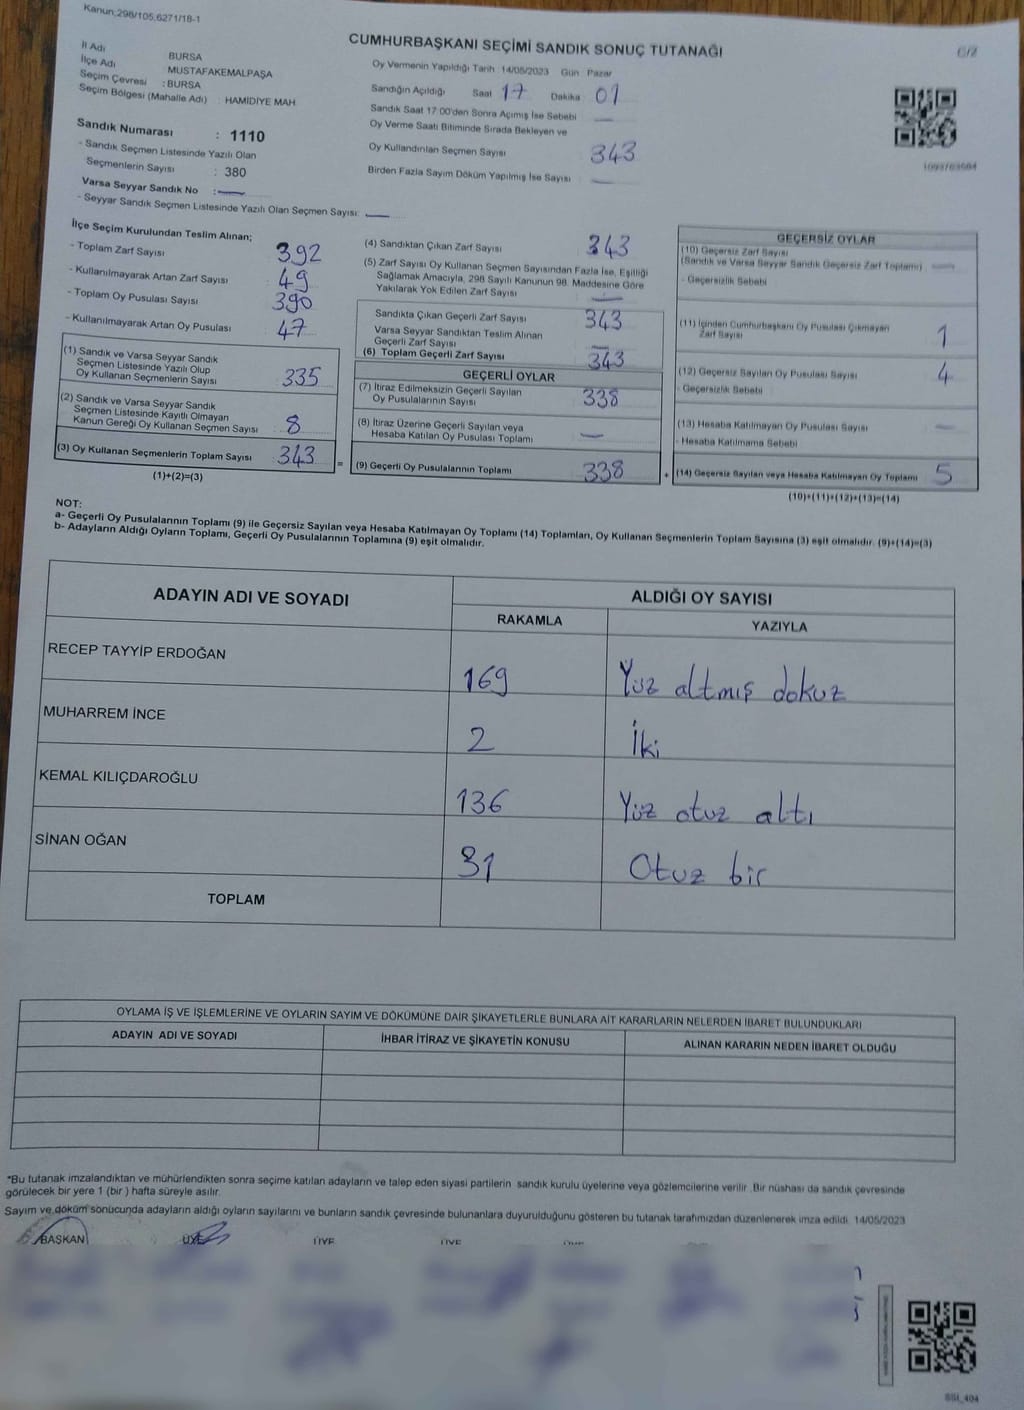 Kanun:298/105,6271/18-1
CUMHURBAŞKANI SEÇİMİ SANDIK SONUÇ TUTANAĞI
İl Adı BURSA
İlçe Adı : MUSTAFAKEMALPAŞA
Seçim Çevresi : BURSA
Seçim Bölgesi (Mahalle Adı) : HAMİDİYE MAH
Sandık Numarası : 1110
- Sandık Seçmen Listesinde Yazılı Olan
Seçmenlerin Sayısı : 380
Varsa Seyyar Sandık No :
- Seyyar Sandık Seçmen Listesinde Yazılı Olan Seçmen Sayısı:
Oy Vermenin Yapıldığı Tarih :14/05/2023 Gün Pazar
Sandığın Açıldığı Saat 17 Dakika 01
Sandık Saat 17:00'den Sonra Açımış İse Sebebi
Oy Verme Saati Bitiminde Sırada Bekleyen ve
Oy Kullandırılan Seçmen Sayısı 343
Birden Fazla Sayım Döküm Yapılmış İse Sayısı
İlçe Seçim Kurulundan Teslim Alınan;
- Toplam Zarf Sayısı 392
- Kullanılmayarak Artan Zarf Sayısı 49
- Toplam Oy Pusulası Sayısı 390
- Kullanılmayarak Artan Oy Pusulası 47
(1) Sandık ve Varsa Seyyar Sandık
Seçmen Listesinde Yazılı Olup
Oy Kullanan Seçmenlerin Sayısı 335
(2) Sandık ve Varsa Seyyar Sandık
Seçmen Listesinde Kayıtlı Olmayan
Kanun Gereği Oy Kullanan Seçmen Sayısı 8
(3) Oy Kullanan Seçmenlerin Toplam Sayısı 343
(1)+(2)=(3)
(4) Sandıktan Çıkan Zarf Sayısı 343
(5) Zarf Sayısı Oy Kullanan Seçmen Sayısından Fazla İse, Eşitliği
Sağlamak Amacıyla, 298 Sayılı Kanunun 98. Maddesine Göre
Yakılarak Yok Edilen Zarf Sayısı
Sandıkta Çıkan Geçerli Zarf Sayısı 343
Varsa Seyyar Sandıktan Teslim Alınan
Geçerli Zarf Sayısı
(6) Toplam Geçerli Zarf Sayısı 343
GEÇERLİ OYLAR
(7) İtiraz Edilmeksizin Geçerli Sayılan
Oy Pusulalarının Sayısı 338
(8) İtiraz Üzerine Geçerli Sayılan veya
Hesaba Katılan Oy Pusulası Toplamı
= (9) Geçerli Oy Pusulalarının Toplamı 338
GEÇERSİZ OYLAR
(10) Geçersiz Zarf Sayısı
(Sandık ve Varsa Seyyar Sandık Geçersiz Zarf Toplamı)
- Geçersizlik Sebebi
(11) İçinden Cumhurbaşkanı Oy Pusulası Çıkmayan
Zarf Sayısı 1
(12) Geçersiz Sayılan Oy Pusulası Sayısı 4
- Geçersizlik Sebebi
(13) Hesaba Katılmayan Oy Pusulası Sayısı
- Hesaba Katılmama Sebebi
+ (14) Geçersiz Sayılan veya Hesaba Katılmayan Oy Toplamı 5
(10)+(11)+(12)+(13)=(14)
NOT:
a- Geçerli Oy Pusulalarının Toplamı (9) ile Geçersiz Sayılan veya Hesaba Katılmayan Oy Toplamı (14) Toplamları, Oy Kullanan Seçmenlerin Toplam Sayısına (3) eşit olmalıdır. (9)+(14)=(3)
b- Adayların Aldığı Oyların Toplamı, Geçerli Oy Pusulalarının Toplamına (9) eşit olmalıdır.
ADAYIN ADI VE SOYADI
ALDIĞI OY SAYISI
RAKAMLA YAZIYLA
RECEP TAYYİP ERDOĞAN 169 Yüz altmış dokuz
MUHARREM İNCE 2 İki
KEMAL KILIÇDAROĞLU 136 Yüz otuz altı
SİNAN OĞAN 31 Otuz bir
TOPLAM
OYLAMA İŞ VE İŞLEMLERİNE VE OYLARIN SAYIM VE DÖKÜMÜNE DAİR ŞİKAYETLERLE BUNLARA AİT KARARLARIN NELERDEN İBARET BULUNDUKLARI
ADAYIN ADI VE SOYADI İHBAR İTİRAZ VE ŞİKAYETİN KONUSU ALINAN KARARIN NEDEN İBARET OLDUĞU
*Bu tutanak imzalandıktan ve mühürlendikten sonra seçime katılan adayların ve talep eden siyasi partilerin sandık kurulu üyelerine veya gözlemcilerine verilir. Bir nüshası da sandık çevresinde
görülecek bir yere 1 (bir) hafta süreyle asılır.
Sayım ve döküm sonucunda adayların aldığı oyların sayılarını ve bunların sandık çevresinde bulunanlara duyurulduğunu gösteren bu tutanak tarafımızdan düzenlenerek imza edildi. 14/05/2023
BAŞKAN ÜYE ÜYE ÜYE